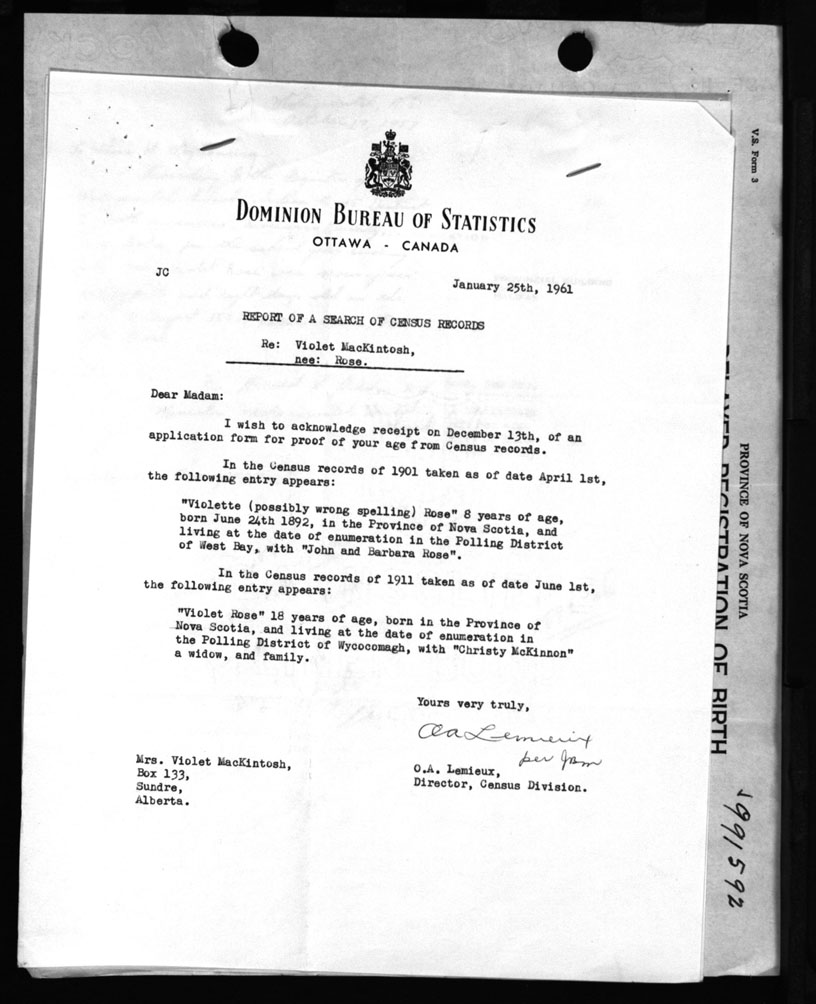 DOMINION BUREAU OF STATISTICS
OTTAWA - CANADA
JC
January 25th, 1961
REPORT OF A SEARCH OF CENSUS RECORDS
Re: Violet MacKintosh,
nee: Rose.
Dear Madam:
I wish to acknowledge receipt on December 13th, of an
application form for proof of your age from Census records.
In the Census records of 1901 taken as of date April 1st,
the following entry appears:
"Violette (possibly wrong spelling) Rose" 8 years of age,
born June 24th 1892, in the Province of Nova Scotia, and
living at the date of enumeration in the Polling District
of West Bay, with "John and Barbara Rose".
In the Census records of 1911 taken as of date June 1st,
the following entry appears:
"Violet Rose" 18 years of age, born in the Province of
Nova Scotia, and living at the date of enumeration in
the Polling District of Wycocomagh, with "Christy McKinnon"
a widow, and family.
Yours very truly,
OA Lemieux
per
O.A. Lemieux,
Director, Census Division.
Mrs. Violet MacKintosh,
Box 133,
Sundre,
Alberta.
V.S. Form 3
PROVINCE OF NOVA SCOTIA
DELAYED REGISTRATION OF BIRTH
1991592